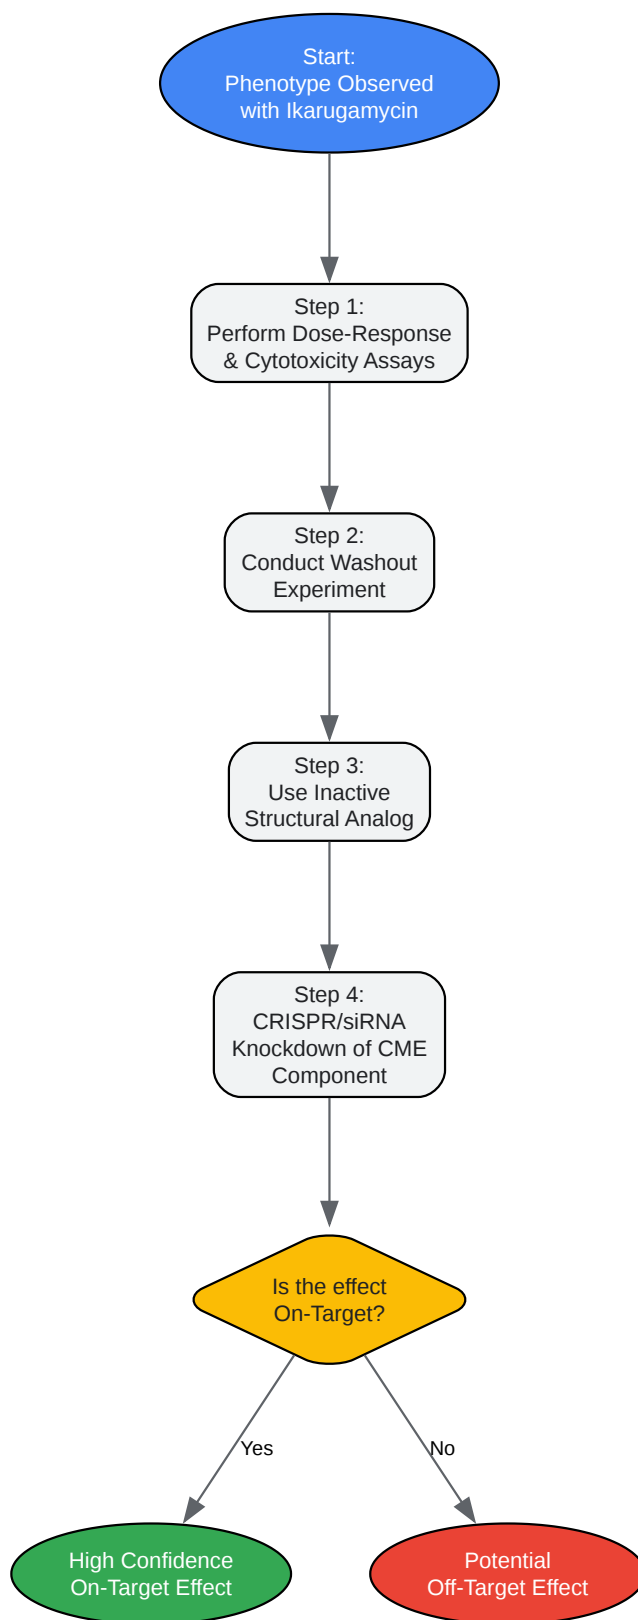 Start:
Phenotype Observed
with Ikarugamycin
Step 1:
Perform Dose-Response
& Cytotoxicity Assays
Step 2:
Conduct Washout
Experiment
Step 3:
Use Inactive
Structural Analog
Step 4:
CRISPR/siRNA
Knockdown of CME
Component
Is the effect
On-Target?
Yes
No
High Confidence
On-Target Effect
Potential
Off-Target Effect